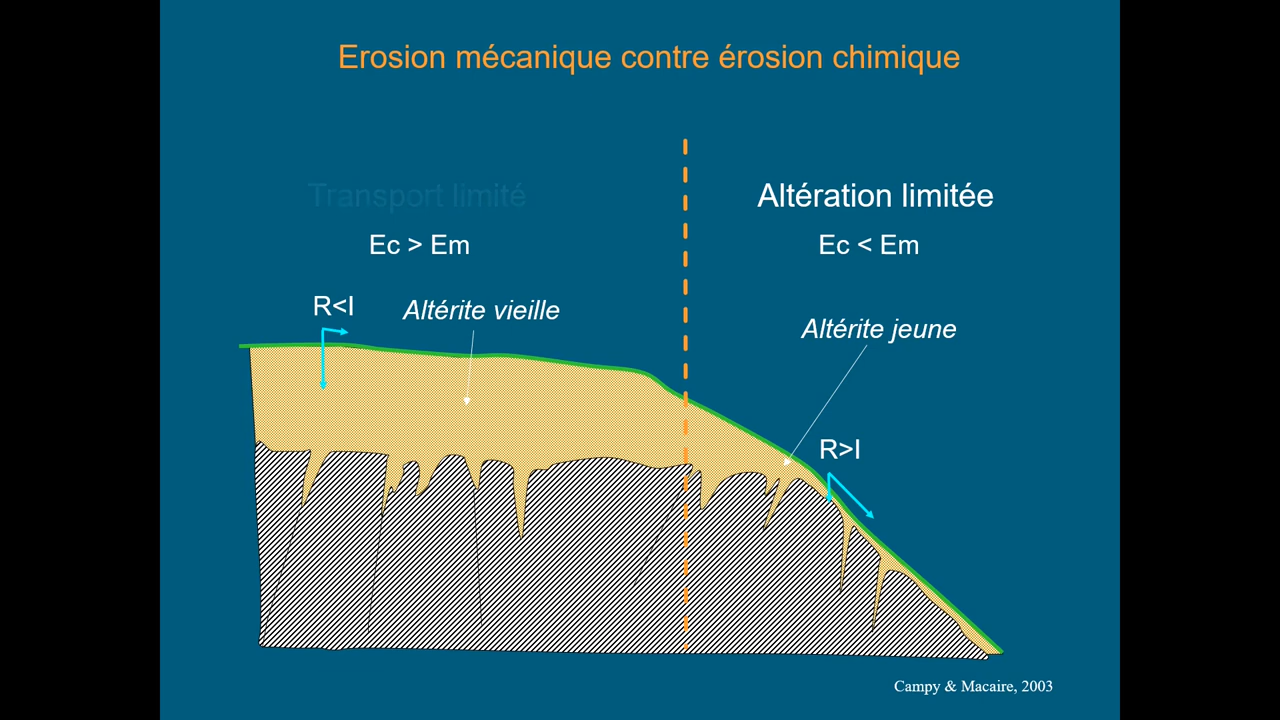 Erosion mécanique contre érosion chimique
Transport limité
Altération limitée
Ec > Em
Ec < Em
R<I
Altérite vieille
Altérite jeune
R>I
Campy & Macaire, 2003